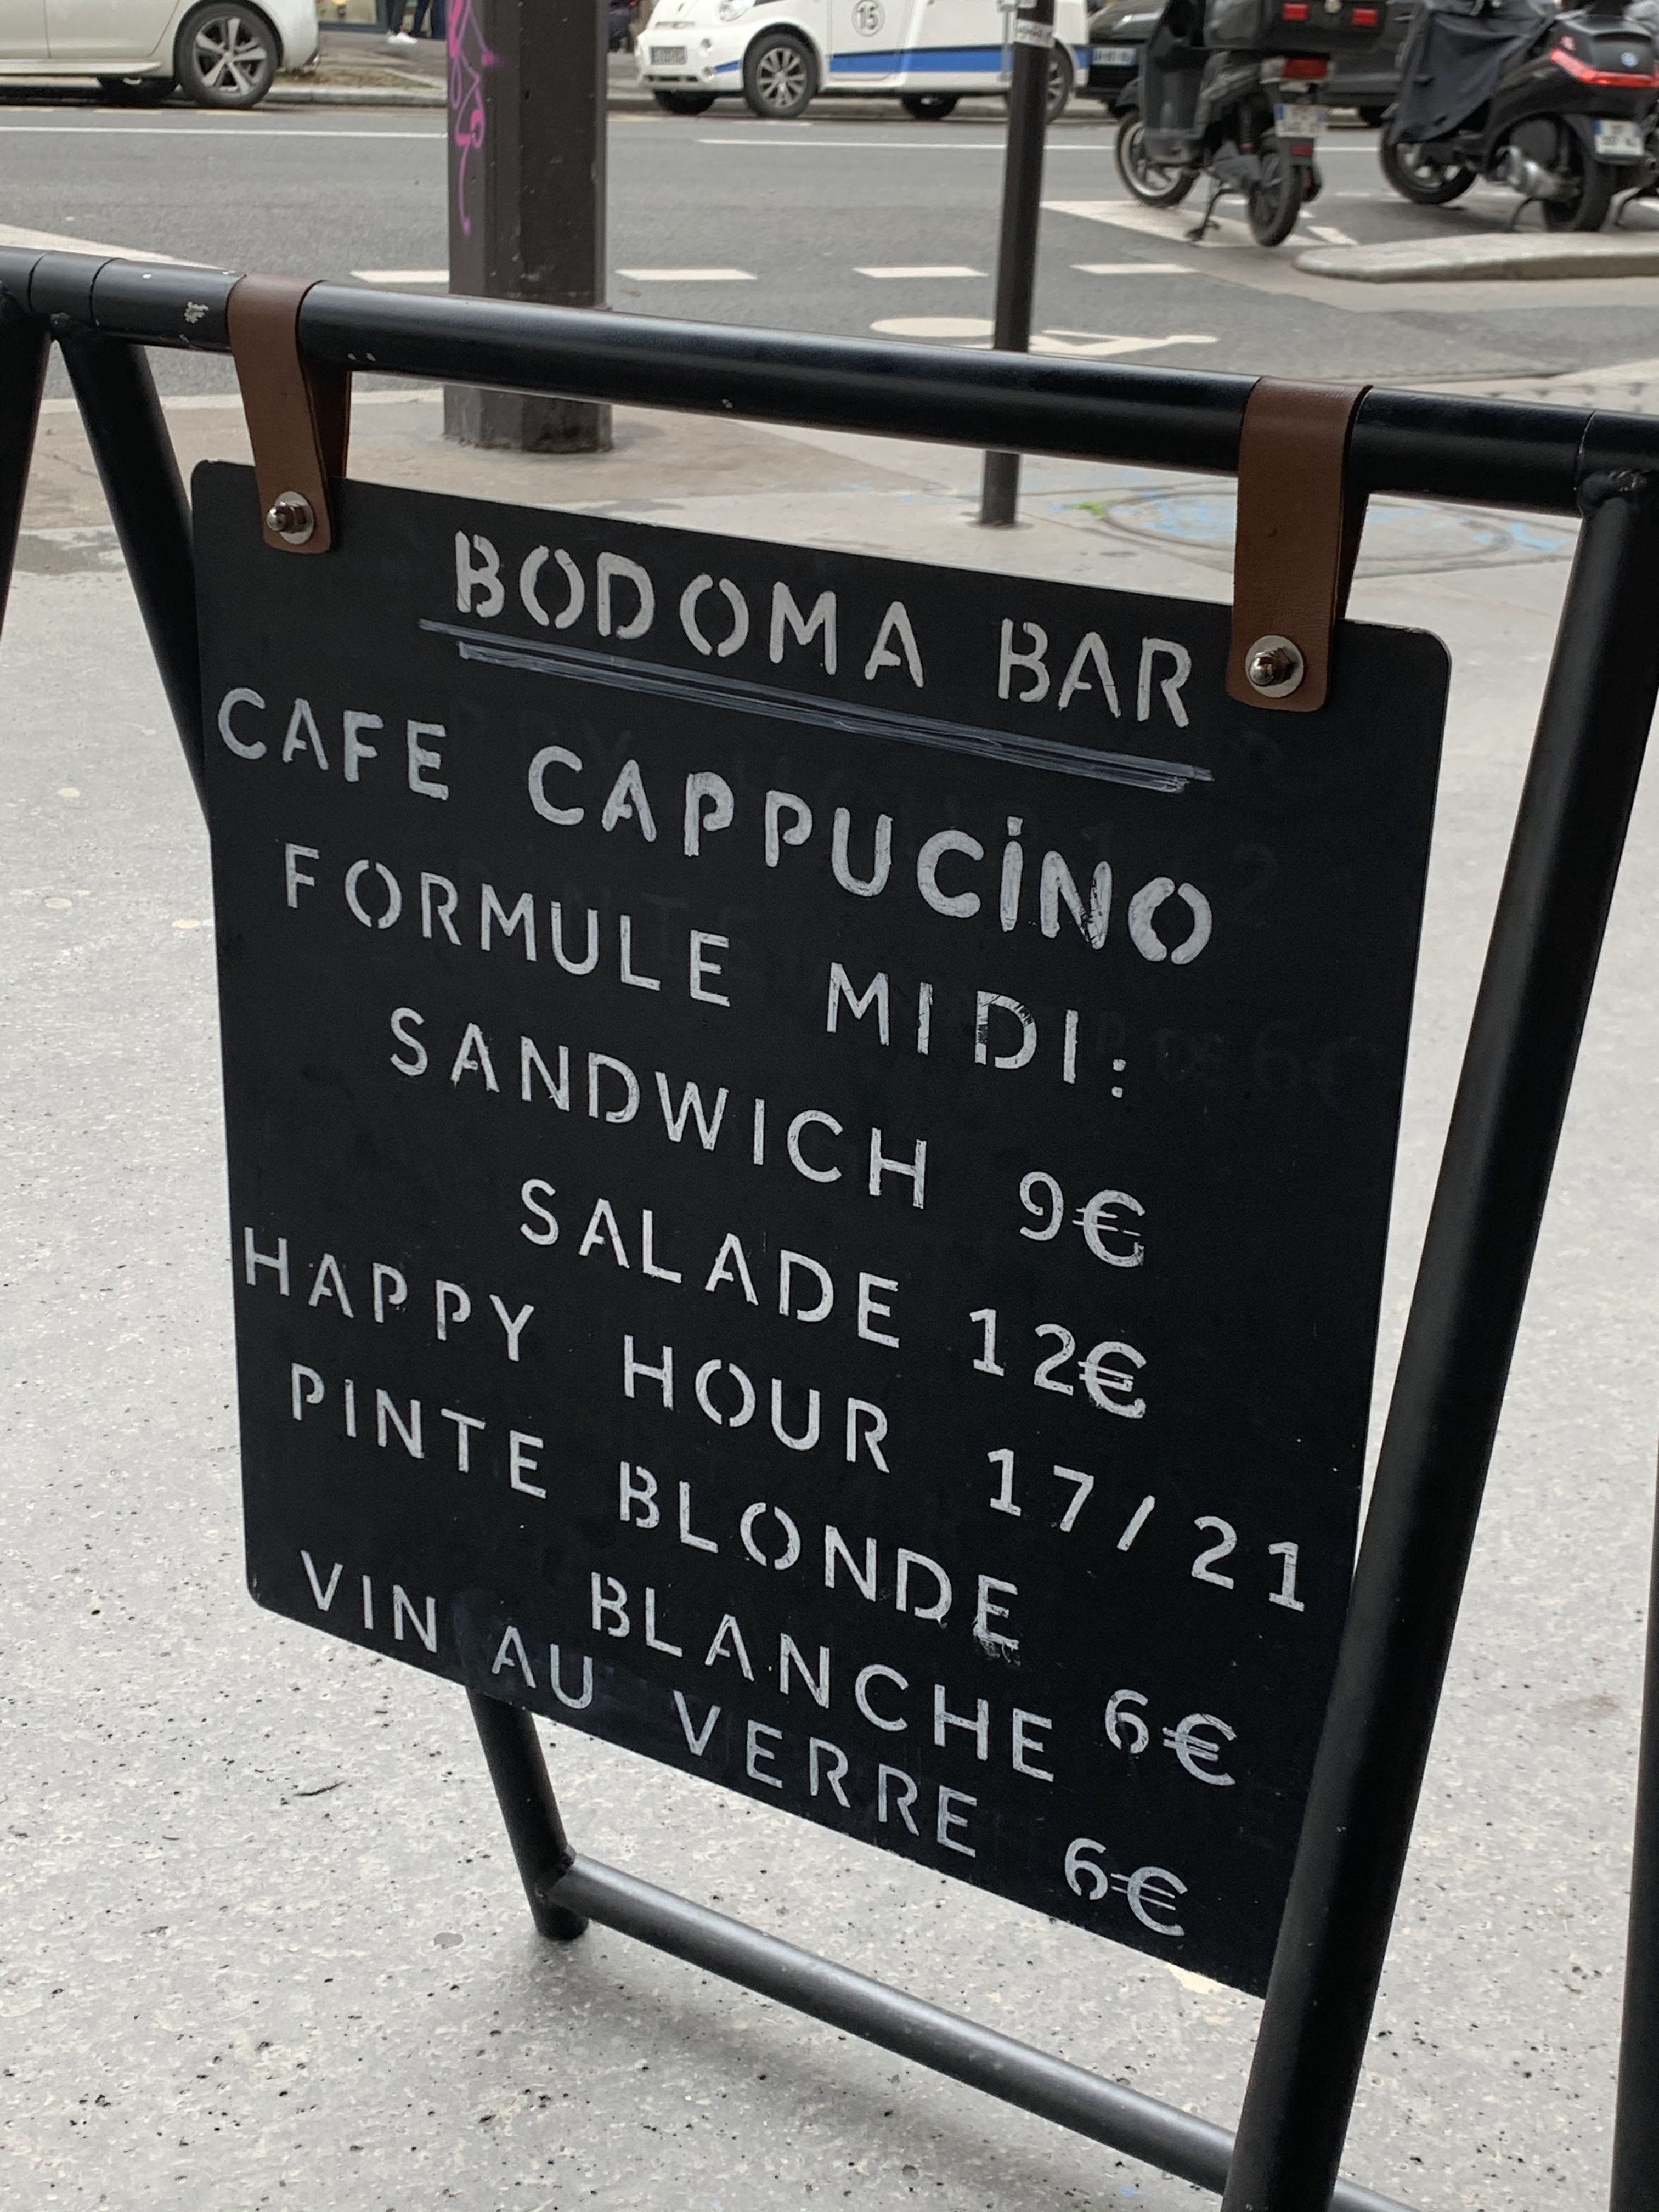 15
BODOMA BAR
CAFE CAPPUCiNO
FORMULE MIDI:
SANDWICH 9€
SALADE 12€
HAPPY HOUR 17/21
PINTE BLONDE
BLANCHE 6€
VIN AU VERRE 6€